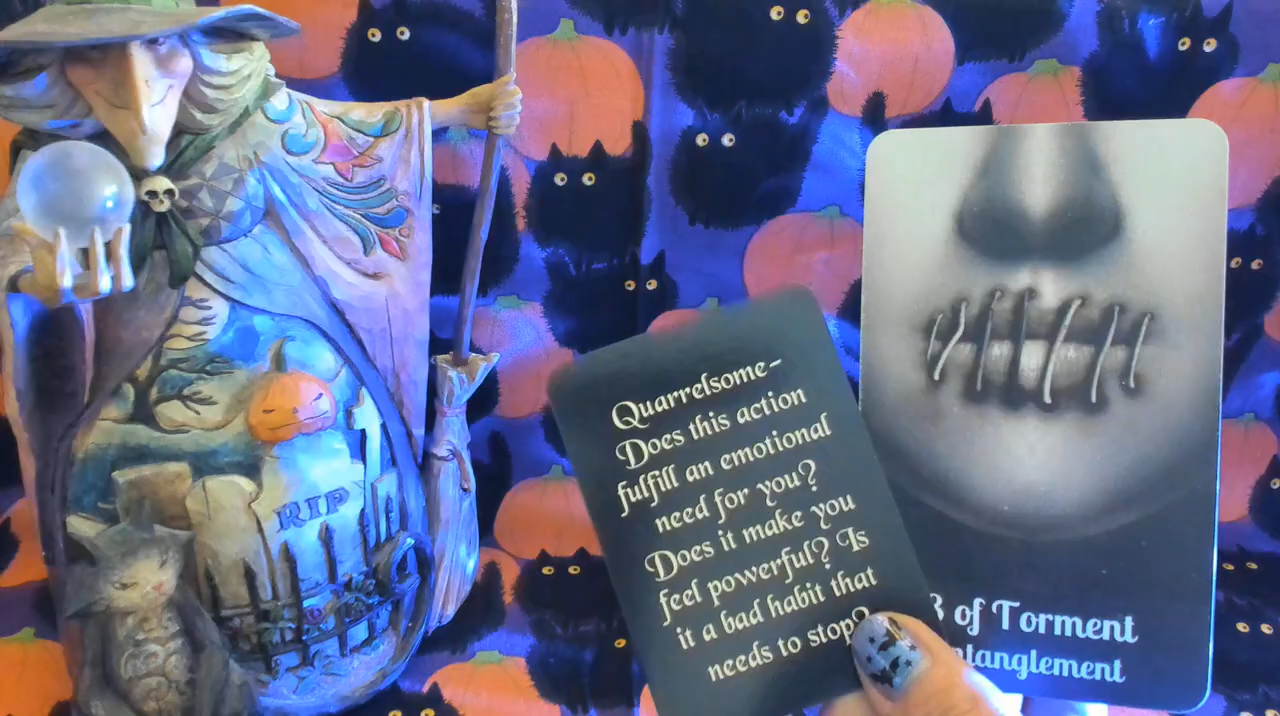 RIP
Quarrelsome-
Does this action
fulfill an emotional
need for you?
Does it make you
feel powerful? Is
it a bad habit that
needs to stop?
of Torment
ntanglement